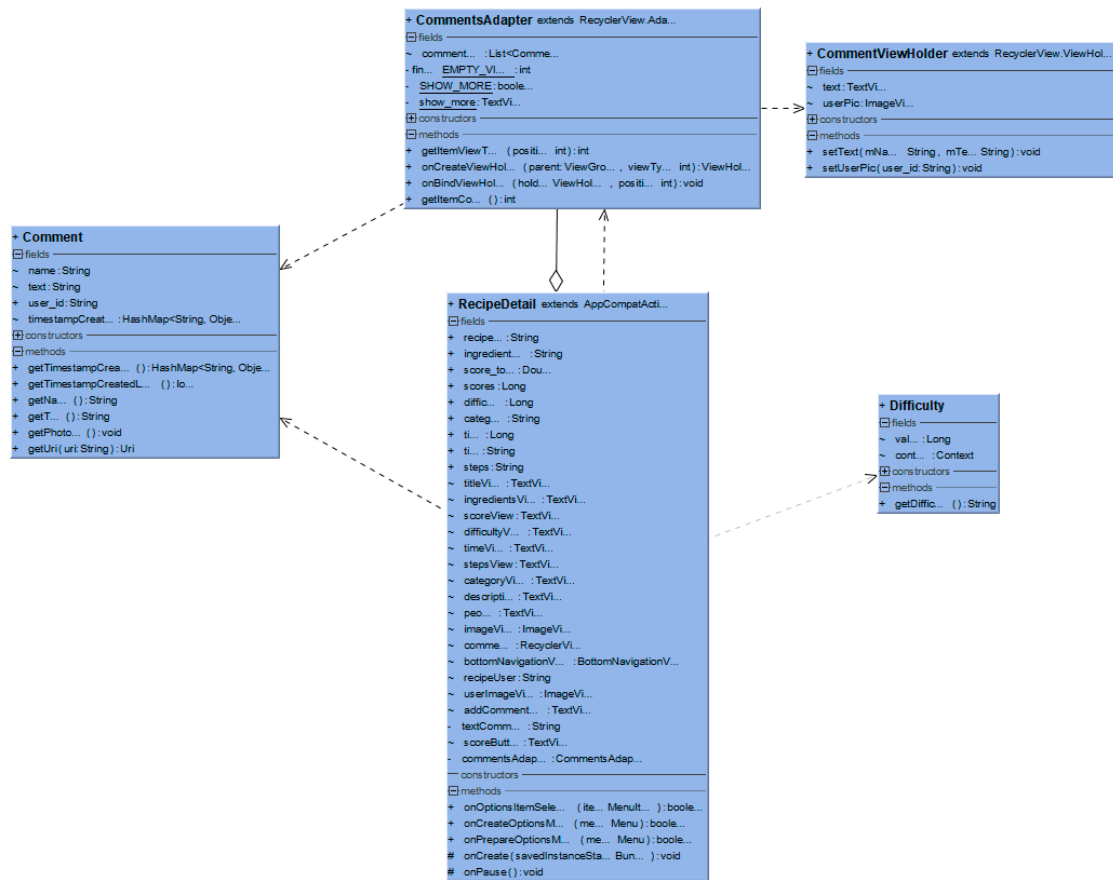 + CommentsAdapter extends RecyclerView.Ada...
fields
~ comment... :List<Comme...
- fin... EMPTY_VI... :int
- SHOW_MORE:boole...
- show_more:TextVi...
constructors
methods
+ getItemViewT... (positi... int):int
+ onCreateViewHol... (parent:ViewGro... , viewTy... int):ViewHol...
+ onBindViewHol... (hold... ViewHol... , positi... int):void
+ getItemCo... ():int
+ CommentViewHolder extends RecyclerView.ViewHol...
fields
~ text:TextVi...
~ userPic:ImageVi...
constructors
methods
+ setText(mNa... String, mTe... String):void
+ setUserPic(user_id:String):void
+ Comment
fields
~ name:String
~ text:String
+ user_id:String
~ timestampCreat... :HashMap<String, Obje...
constructors
methods
+ getTimestampCrea... ():HashMap<String, Obje...
+ getTimestampCreatedL... ():lo...
+ getNa... ():String
+ getT... ():String
+ getPhoto... ():void
+ getUri(uri:String):Uri
+ RecipeDetail extends AppCompatActi...
fields
+ recipe... :String
+ ingredient... :String
+ score_to... :Dou...
+ scores:Long
+ diffic... :Long
+ categ... :String
+ ti... :Long
+ ti... :String
+ steps:String
~ titleVi... :TextVi...
~ ingredientsVi... :TextVi...
~ scoreView:TextVi...
~ difficultyV... :TextVi...
~ timeVi... :TextVi...
~ stepsView:TextVi...
~ categoryVi... :TextVi...
~ descripti... :TextVi...
~ peo... :TextVi...
~ imageVi... :ImageVi...
~ comme... :RecyclerVi...
~ bottomNavigationV... :BottomNavigationV...
~ recipeUser:String
~ userImageVi... :ImageVi...
~ addComment... :TextVi...
- textComm... :String
~ scoreButt... :TextVi...
- commentsAdap... :CommentsAdap...
constructors
methods
+ onOptionsItemSele... (ite... MenuIt... ):boole...
+ onCreateOptionsM... (me... Menu):boole...
+ onPrepareOptionsM... (me... Menu):boole...
# onCreate(savedInstanceSta... Bun... ):void
# onPause():void
+ Difficulty
fields
~ val... :Long
~ cont... :Context
constructors
methods
+ getDiffic... ():String